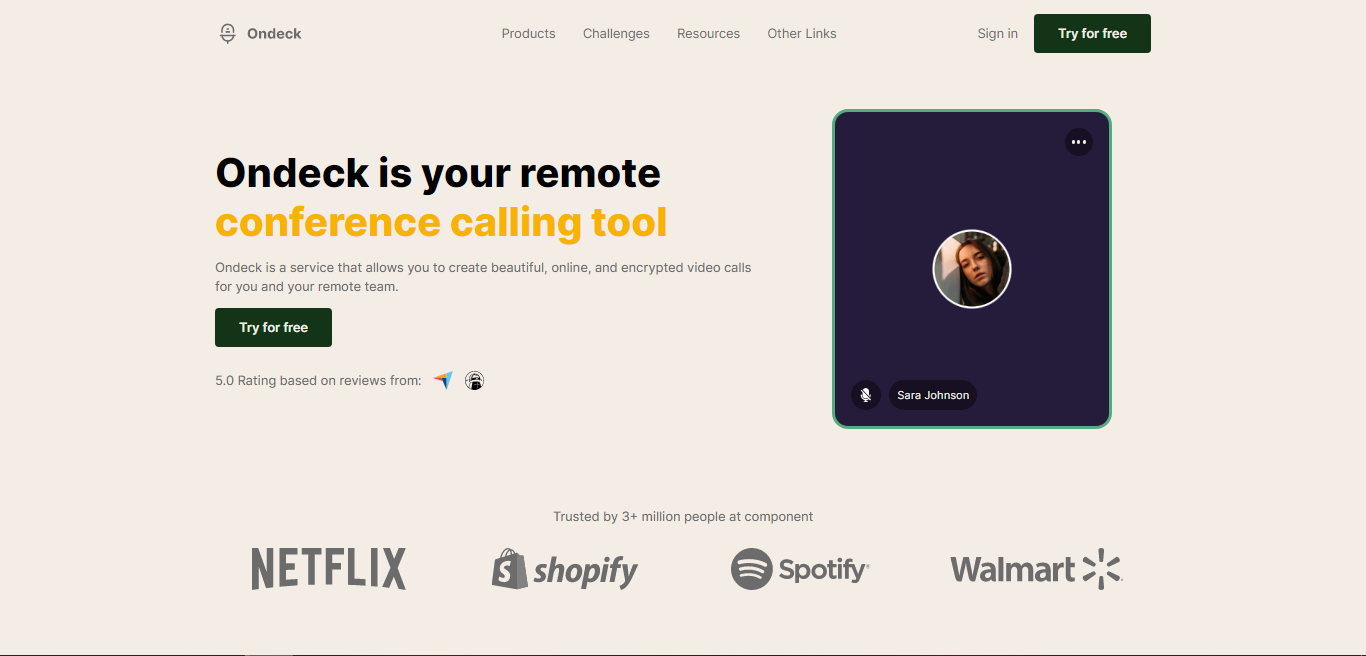 Ondeck
Products
Challenges
Resources
Other Links
Sign in
Try for free
Ondeck is your remote
conference calling tool
Ondeck is a service that allows you to create beautiful, online, and encrypted video calls
for you and your remote team.
Try for free
5.0 Rating based on reviews from:
Sara Johnson
Trusted by 3+ million people at component
NETFLIX
shopify
Spotify®
Walmart